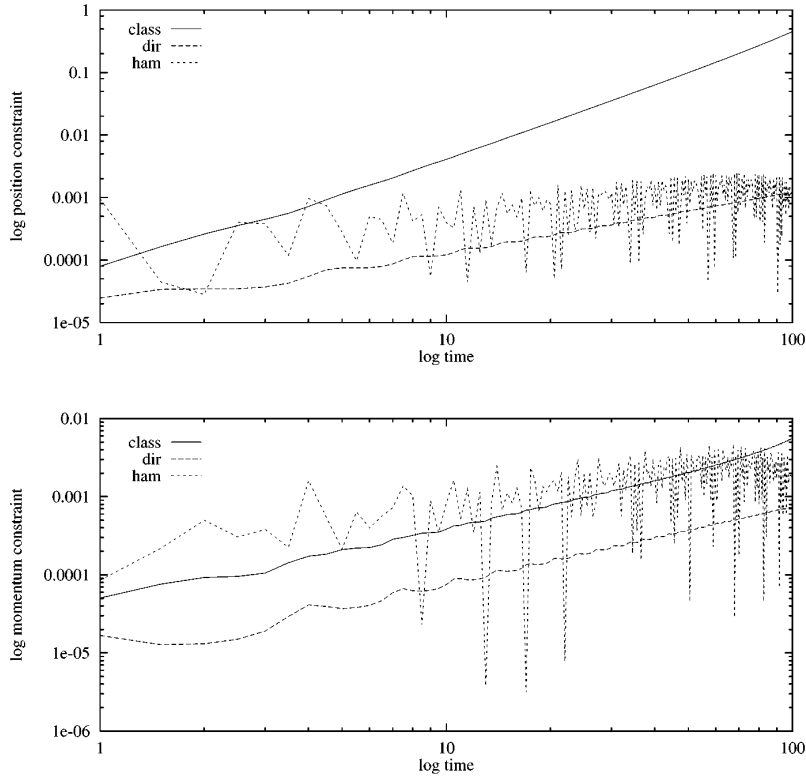 1
class
dir
ham
0.1
0.01
0.001
0.0001
1e-05
log position constraint
1
10
100
log time
0.01
class
dir
ham
0.001
0.0001
1e-05
1e-06
log momentum constraint
1
10
100
log time